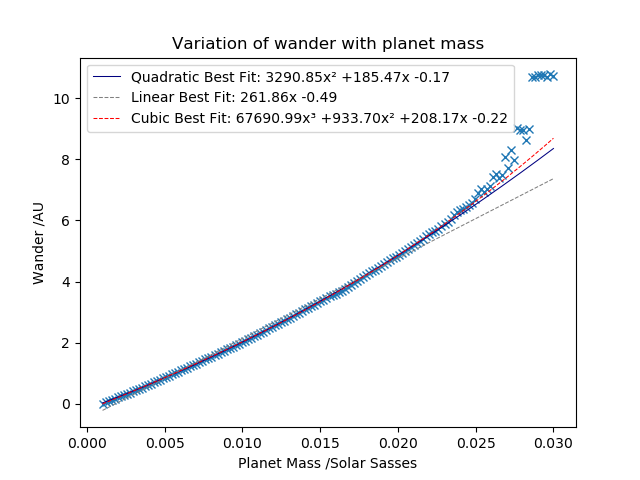 Variation of wander with planet mass
Quadratic Best Fit: 3290.85x² +185.47x -0.17
Linear Best Fit: 261.86x -0.49
Cubic Best Fit: 67690.99x³ +933.70x² +208.17x -0.22
Wander /AU
10
8
6
4
2
0
0.000 0.005 0.010 0.015 0.020 0.025 0.030
Planet Mass /Solar Sasses